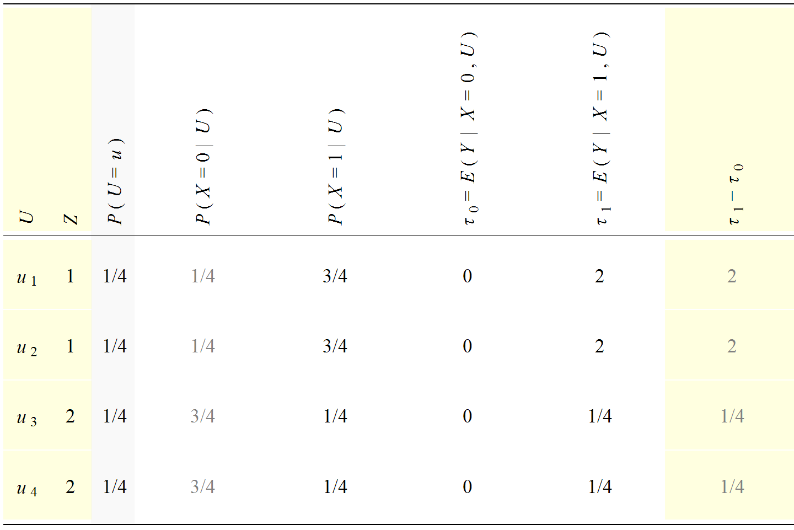 U Z P(U=u) P(X=0|U) P(X=1|U) τ0=E(Y|X=0,U) τ1=E(Y|X=1,U) τ1−τ0
u1 1 1/4 1/4 3/4 0 2 2
u2 1 1/4 1/4 3/4 0 2 2
u3 2 1/4 3/4 1/4 0 1/4 1/4
u4 2 1/4 3/4 1/4 0 1/4 1/4